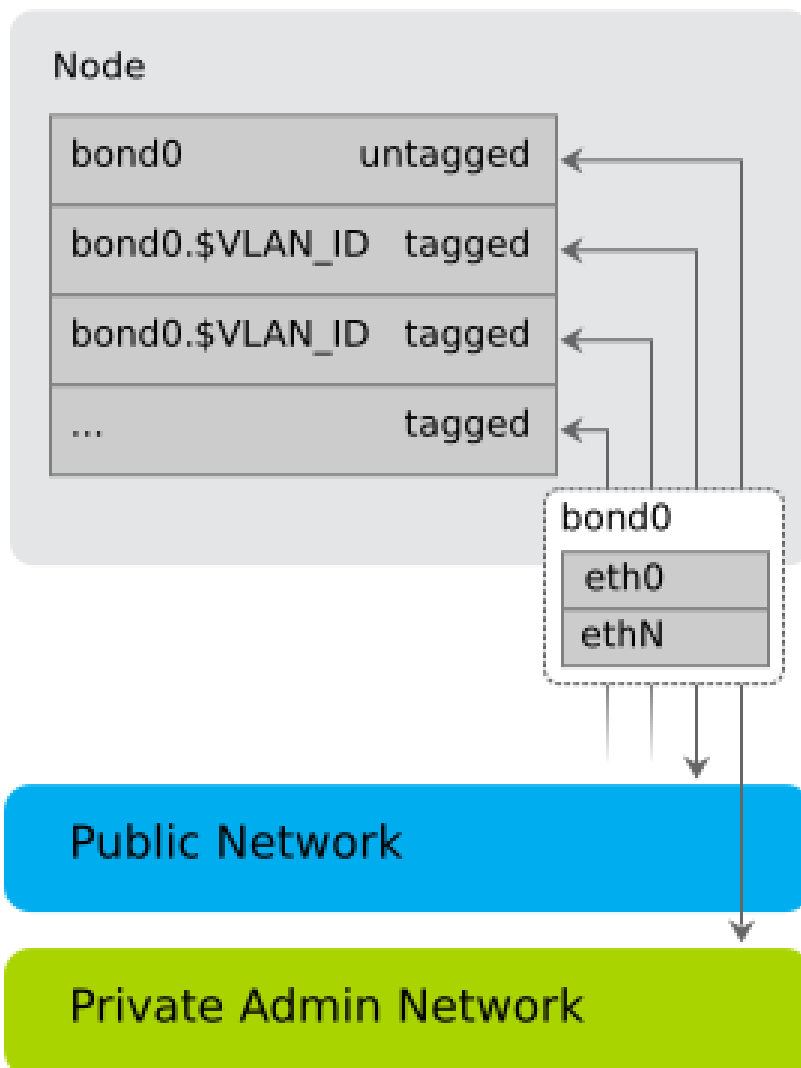 Node
bond0 untagged
bond0.$VLAN_ID tagged
bond0.$VLAN_ID tagged
... tagged
bond0
eth0
ethN
Public Network
Private Admin Network